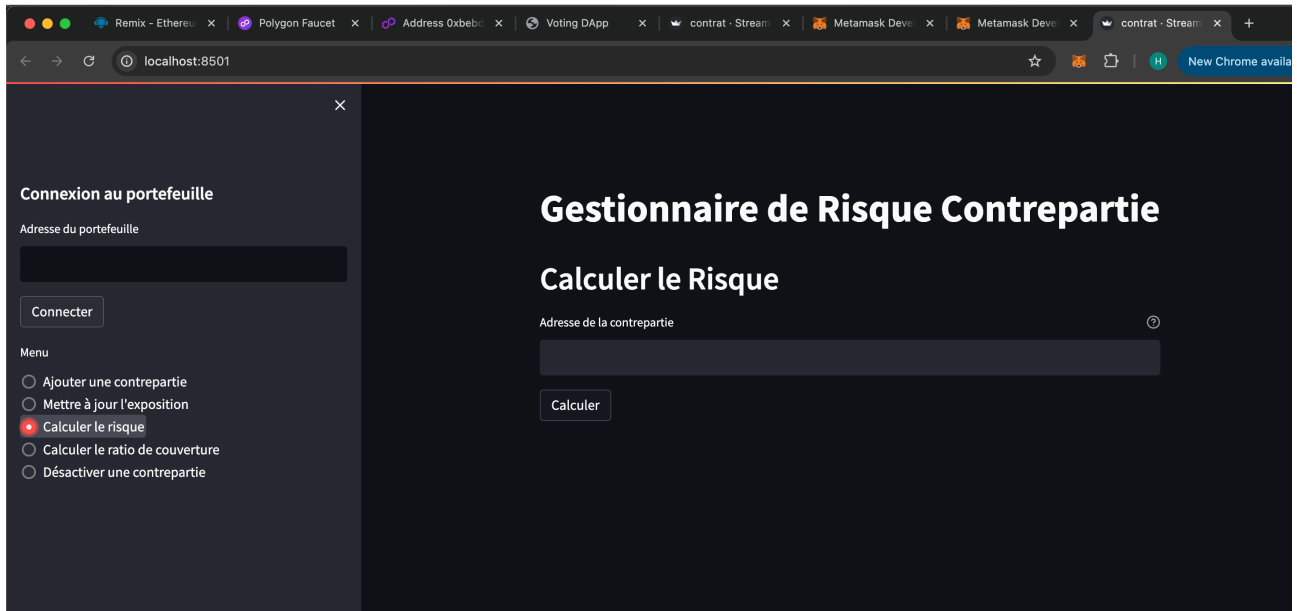 Remix - Ethereu
Polygon Faucet
Address 0xbebd
Voting DApp
contrat · Stream
Metamask Deve
Metamask Deve
contrat · Stream
localhost:8501
H
New Chrome availa
Connexion au portefeuille
Adresse du portefeuille
Connecter
Menu
Ajouter une contrepartie
Mettre à jour l'exposition
Calculer le risque
Calculer le ratio de couverture
Désactiver une contrepartie
Gestionnaire de Risque Contrepartie
Calculer le Risque
Adresse de la contrepartie
Calculer